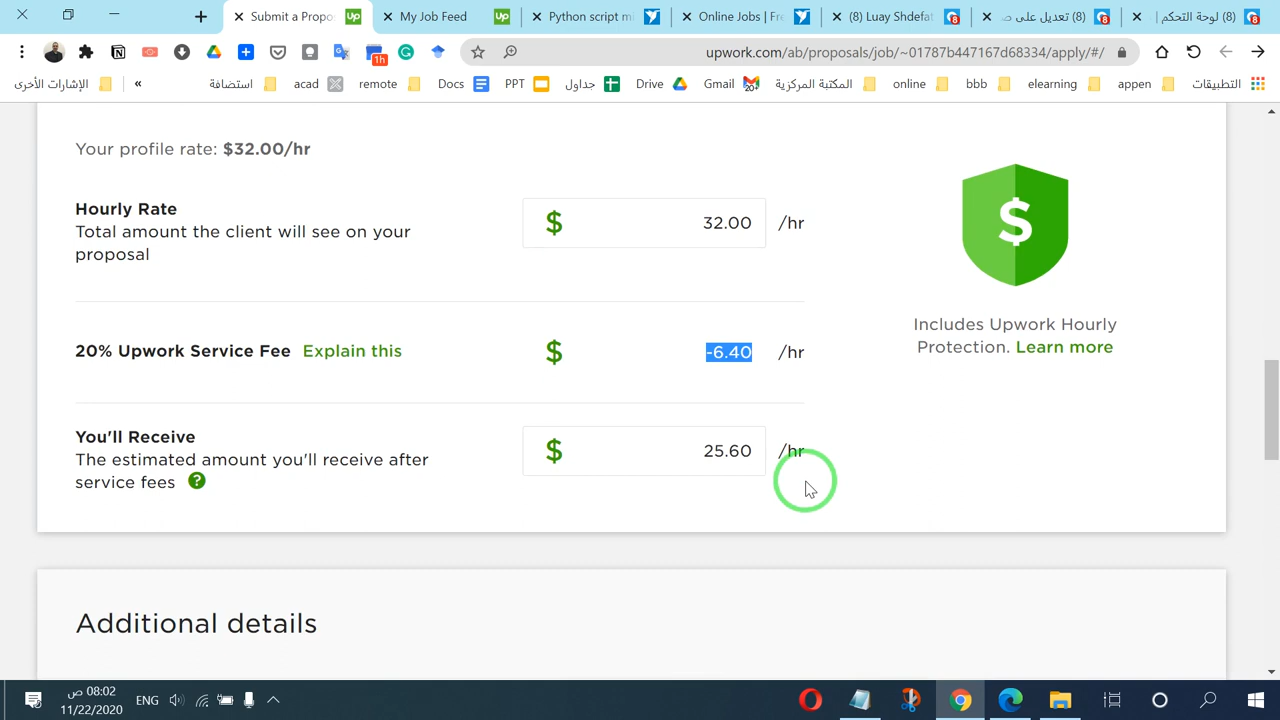 Submit a Propo
My Job Feed
Python script mi
Online Jobs | Fre
(8) Luay Shdefat
(8) تعديل على صـ
(8) لوحة التحكم |
upwork.com/ab/proposals/job/~01787b447167d68334/apply/#/
1h
الإشارات الأخرى
«
استضافة
acad
remote
Docs
PPT
جداول
Drive
Gmail
20+
المكتبة المركزية
online
bbb
elearning
appen
التطبيقات
Your profile rate: $32.00/hr
Hourly Rate
Total amount the client will see on your
proposal
$ 32.00 /hr
20% Upwork Service Fee Explain this
$ -6.40 /hr
You'll Receive
The estimated amount you'll receive after
service fees ?
$ 25.60 /hr
$
Includes Upwork Hourly
Protection. Learn more
Additional details
08:02 ص
11/22/2020
ENG